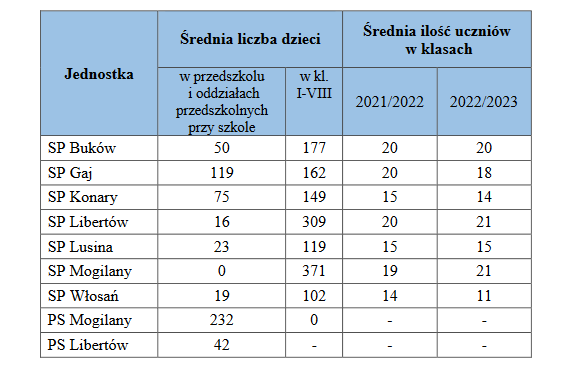 Jednostka
Średnia liczba dzieci
Średnia ilość uczniów
w klasach
w przedszkolu
i oddziałach
przedszkolnych
przy szkole
w kl.
I-VIII
2021/2022
2022/2023
SP Buków 50 177 20 20
SP Gaj 119 162 20 18
SP Konary 75 149 15 14
SP Libertów 16 309 20 21
SP Lusina 23 119 15 15
SP Mogilany 0 371 19 21
SP Włosań 19 102 14 11
PS Mogilany 232 0 - -
PS Libertów 42 - - -